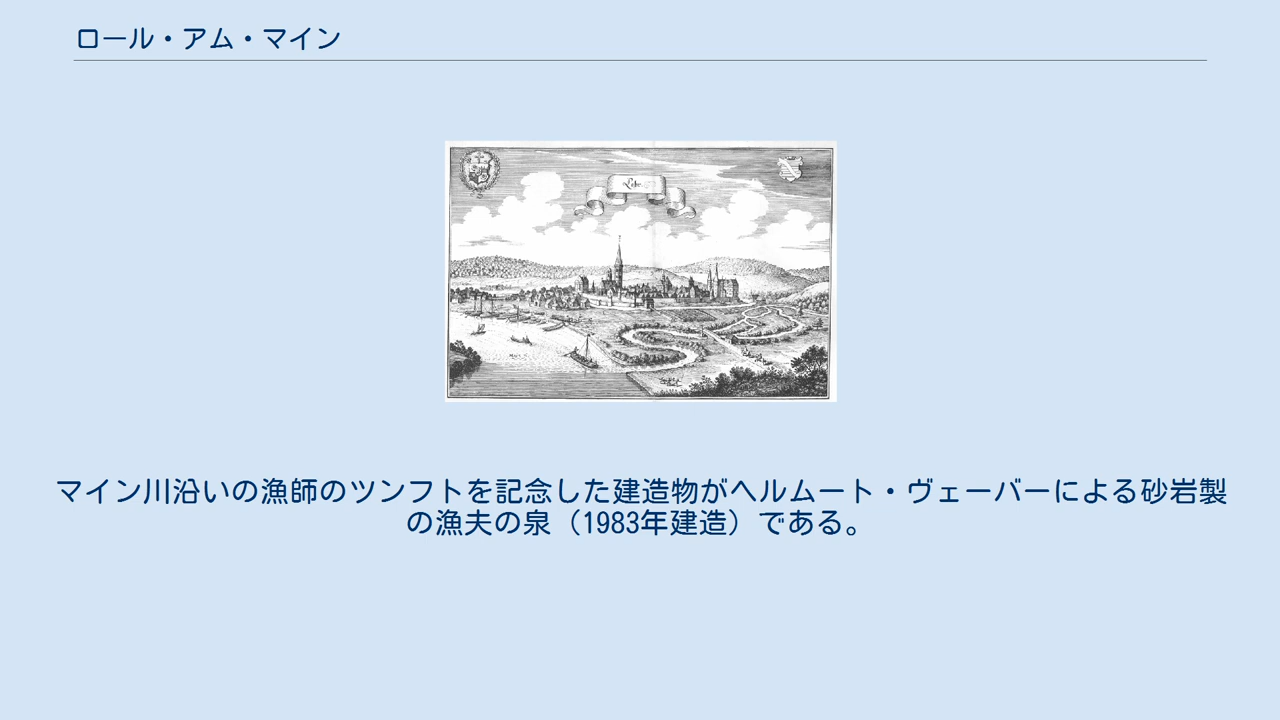 ロール・アム・マイン
Lohr.
マイン川沿いの漁師のツンフトを記念した建造物がヘルムート・ヴェーバーによる砂岩製
の漁夫の泉（1983年建造）である。